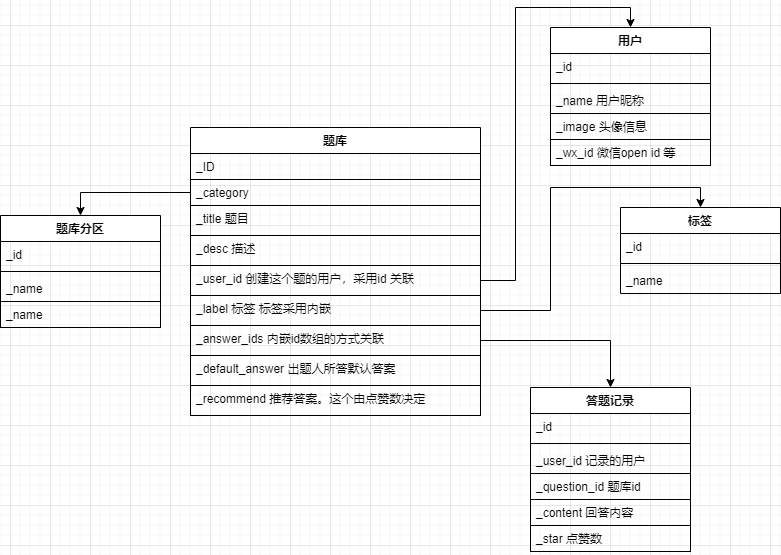 用户
_id
_name 用户昵称
_image 头像信息
_wx_id 微信open id 等
题库
_ID
_category
_title 题目
_desc 描述
_user_id 创建这个题的用户，采用id 关联
_label 标签 标签采用内嵌
_answer_ids 内嵌id数组的方式关联
_default_answer 出题人所答默认答案
_recommend 推荐答案。这个由点赞数决定
题库分区
_id
_name
_name
标签
_id
_name
答题记录
_id
_user_id 记录的用户
_question_id 题库id
_content 回答内容
_star 点赞数